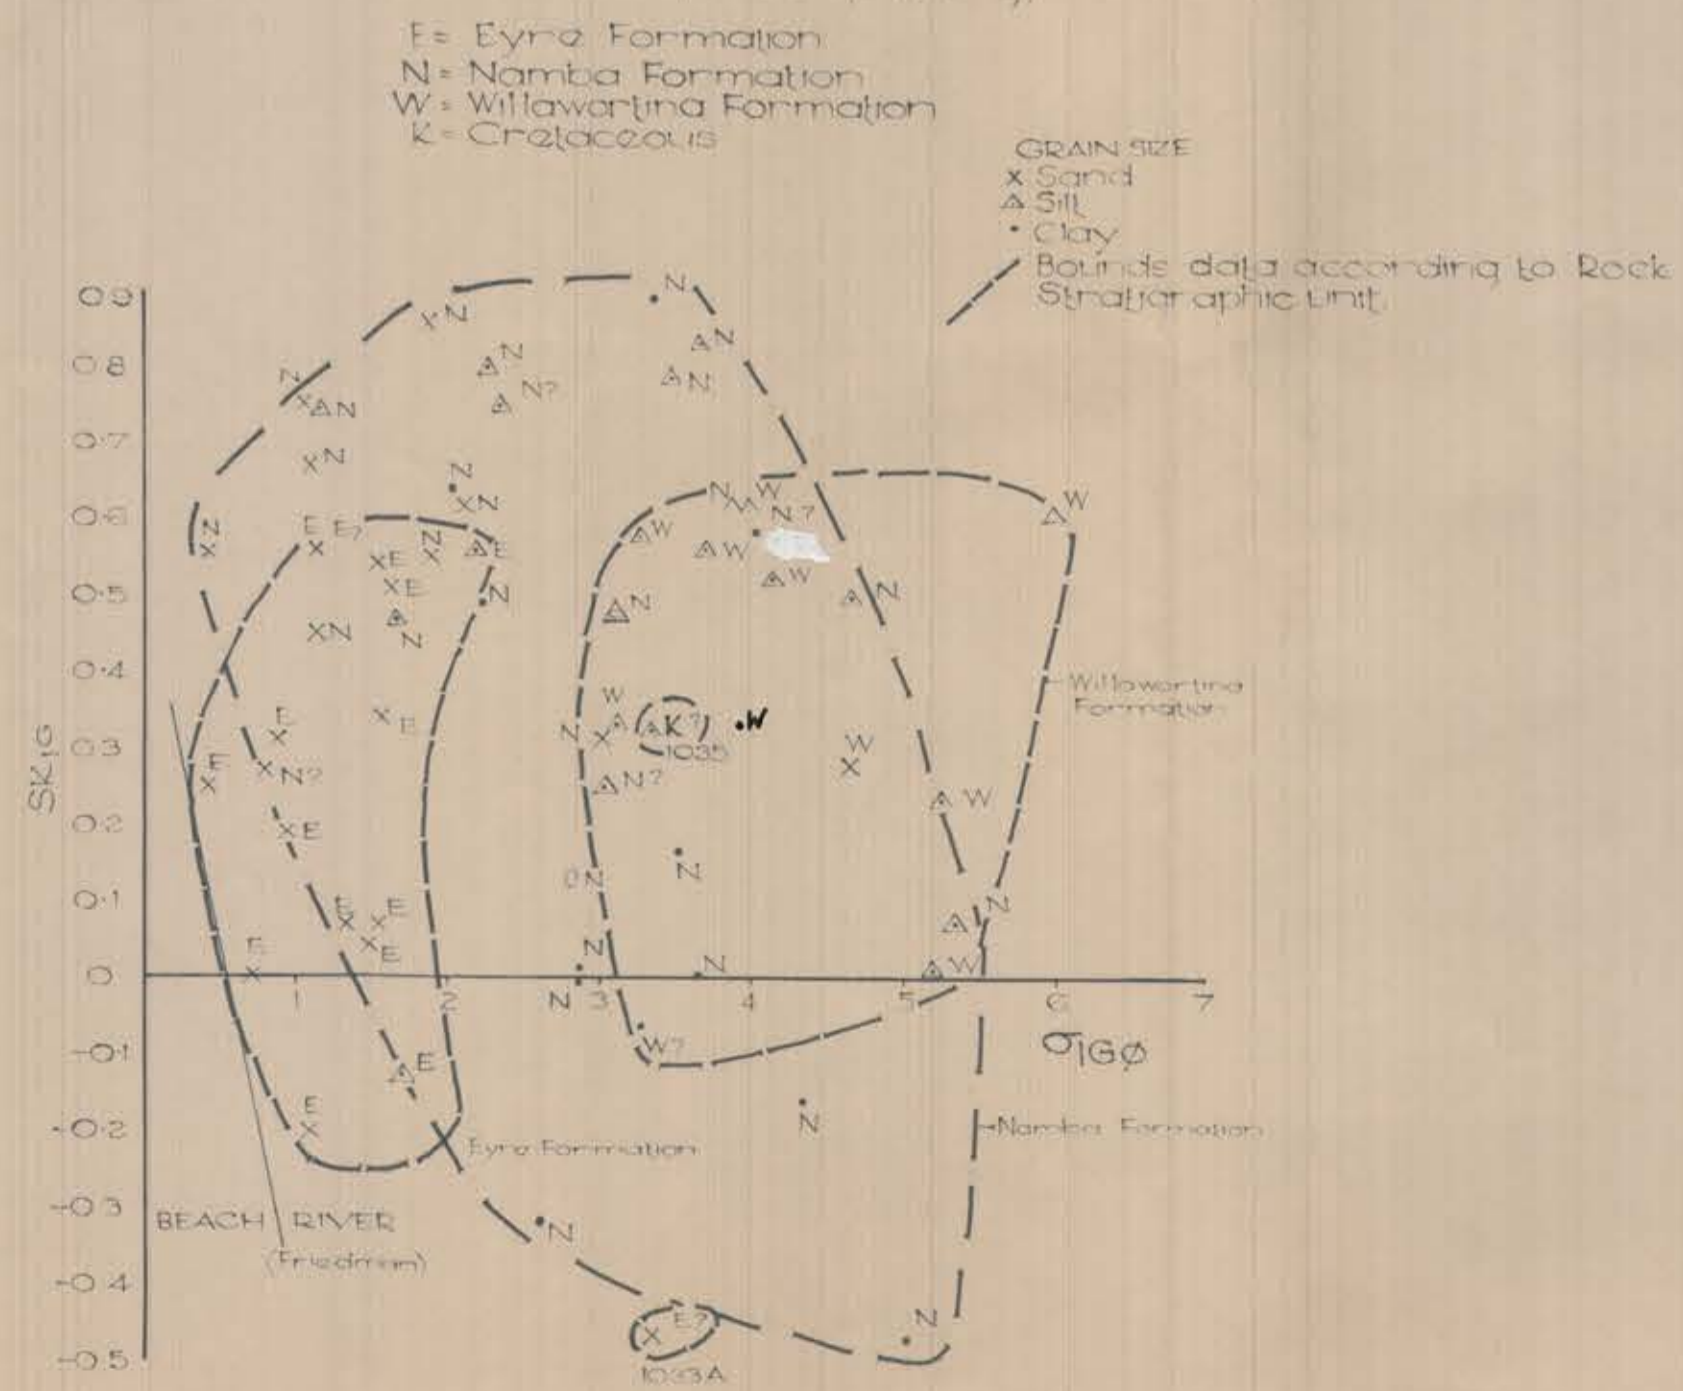 E= Eyre Formation
N= Namba Formation
W= Willawortina Formation
K= Cretaceous
GRAIN SIZE
x Sand
Silt
• Clay
Bounds data according to Rock
Stratigraphic unit.
0.9
0.8
0.7
0.6
0.5
0.4
0.3
0.2
0.1
0
-0.1
-0.2
-0.3
-0.4
-0.5
SK1G
1
2
3
4
5
6
7
σ1GØ
N
N
N
N
N
N?
N
N
N
N
N
N
N
E
E?
E
N
E
E
N
N
N
N
E
E
E
N?
E
E
E
E
E
E
E
N
W
N?
W
W
W
W
N
N
W
N
K?
1035
W
N?
W
W
N
N
N
N
N
N
W
W?
N
N
N
E?
1033A
Willawortina
Formation
Namba Formation
Eyre Formation
BEACH RIVER
(Friedman)